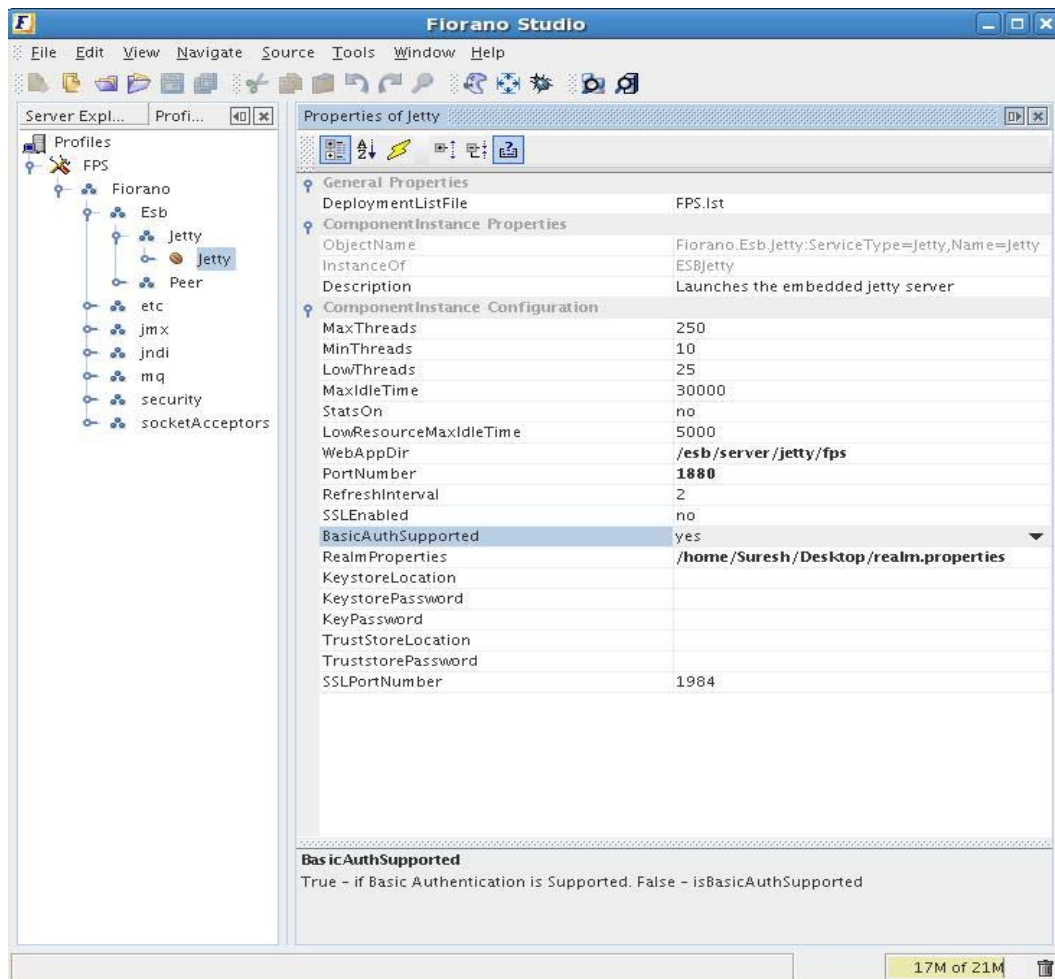 Fiorano Studio
File Edit View Navigate Source Tools Window Help
Server Expl... Profi...
Profiles
FPS
Fiorano
Esb
Jetty
Jetty
Peer
etc
jmx
jndi
mq
security
socketAcceptors
Properties of Jetty
General Properties
DeploymentListFile FPS.lst
ComponentInstance Properties
ObjectName Fiorano.Esb.Jetty:ServiceType=Jetty,Name=Jetty
InstanceOf ESBJetty
Description Launches the embedded jetty server
ComponentInstance Configuration
MaxThreads 250
MinThreads 10
LowThreads 25
MaxIdleTime 30000
StatsOn no
LowResourceMaxIdleTime 5000
WebAppDir /esb/server/jetty/fps
PortNumber 1880
RefreshInterval 2
SSLEnabled no
BasicAuthSupported yes
RealmProperties /home/Suresh/Desktop/realm.properties
KeystoreLocation
KeystorePassword
KeyPassword
TrustStoreLocation
TruststorePassword
SSLPortNumber 1984
BasicAuthSupported
True - if Basic Authentication is Supported. False - isBasicAuthSupported
17M of 21M